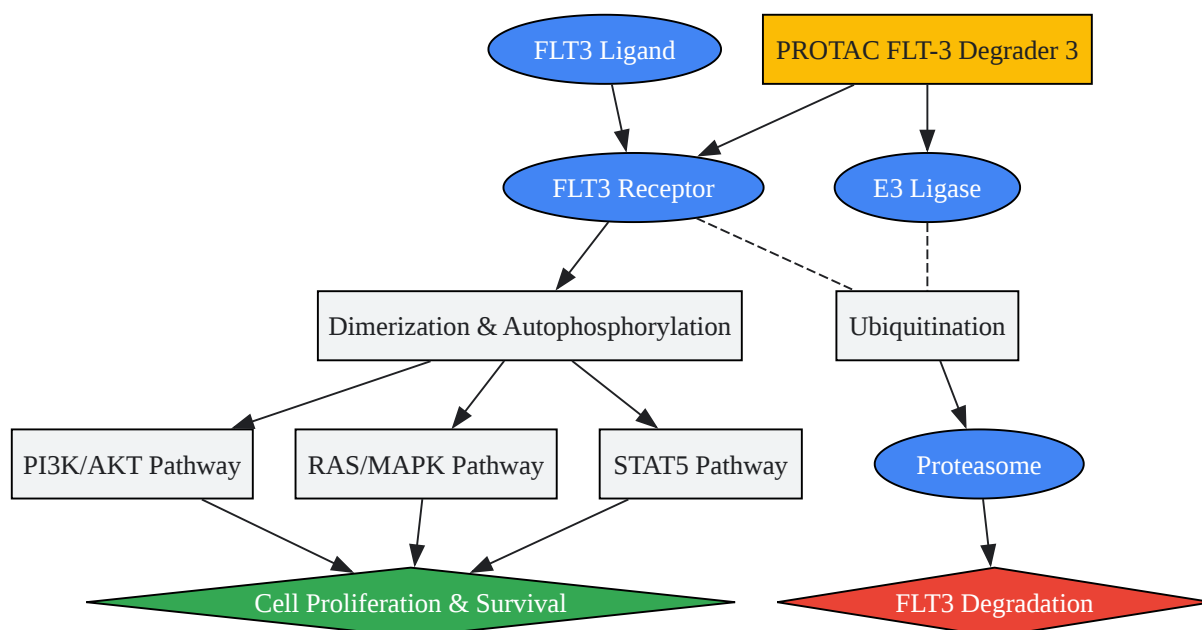 FLT3 Ligand
PROTAC FLT-3 Degrader 3
FLT3 Receptor
E3 Ligase
Dimerization & Autophosphorylation
Ubiquitination
PI3K/AKT Pathway
RAS/MAPK Pathway
STAT5 Pathway
Proteasome
Cell Proliferation & Survival
FLT3 Degradation